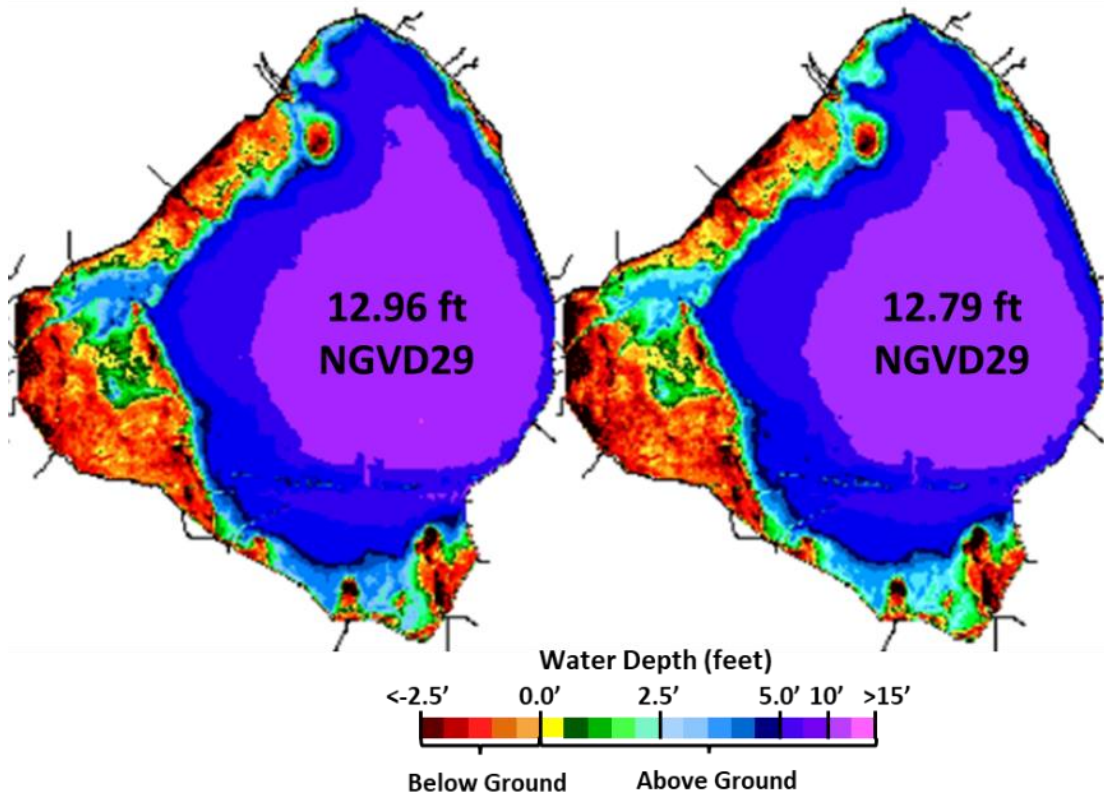 12.96 ft
NGVD29
12.79 ft
NGVD29
Water Depth (feet)
<-2.5’ 0.0’ 2.5’ 5.0’ 10’ >15’
Below Ground Above Ground